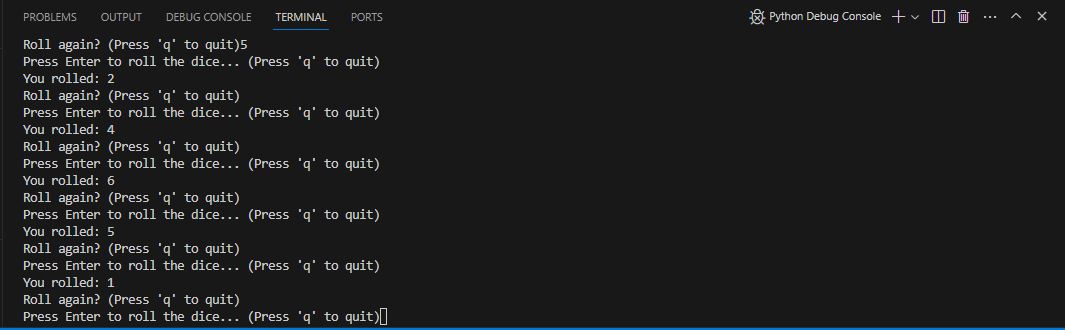 PROBLEMS OUTPUT DEBUG CONSOLE TERMINAL PORTS Python Debug Console
Roll again? (Press 'q' to quit)5
Press Enter to roll the dice... (Press 'q' to quit)
You rolled: 2
Roll again? (Press 'q' to quit)
Press Enter to roll the dice... (Press 'q' to quit)
You rolled: 4
Roll again? (Press 'q' to quit)
Press Enter to roll the dice... (Press 'q' to quit)
You rolled: 6
Roll again? (Press 'q' to quit)
Press Enter to roll the dice... (Press 'q' to quit)
You rolled: 5
Roll again? (Press 'q' to quit)
Press Enter to roll the dice... (Press 'q' to quit)
You rolled: 1
Roll again? (Press 'q' to quit)
Press Enter to roll the dice... (Press 'q' to quit)